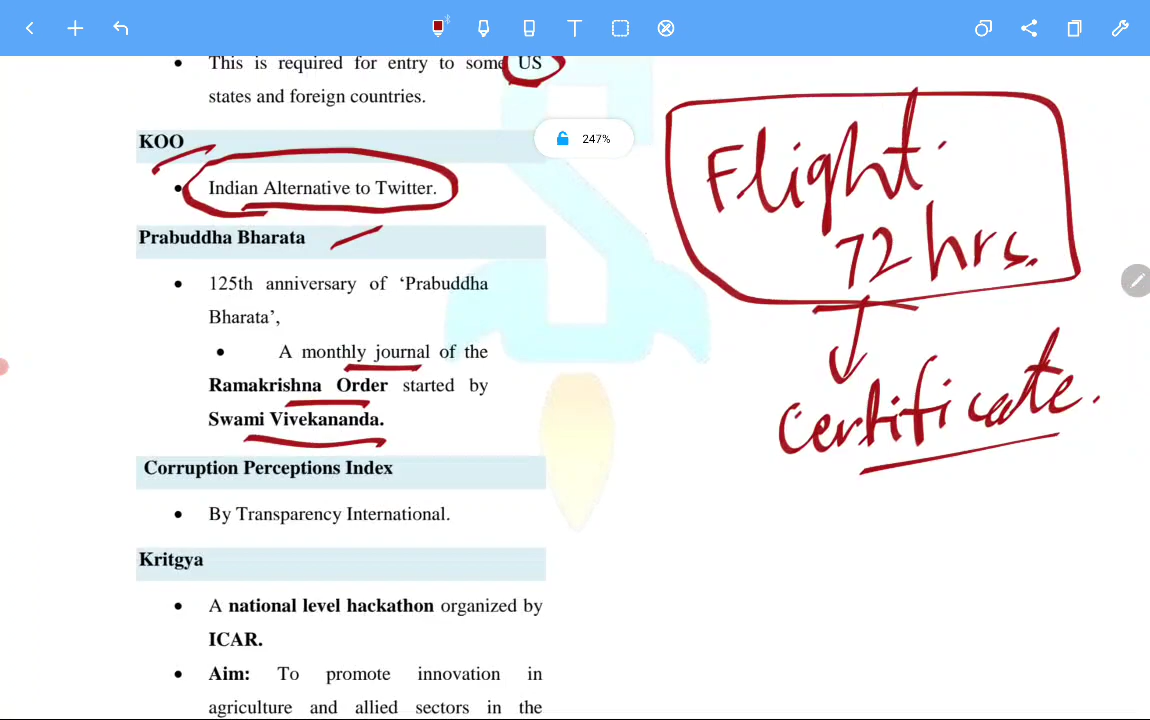 This is required for entry to some US
states and foreign countries.
247%
KOO
Indian Alternative to Twitter.
Prabuddha Bharata
125th anniversary of ‘Prabuddha
Bharata’,
A monthly journal of the
Ramakrishna Order started by
Swami Vivekananda.
Corruption Perceptions Index
By Transparency International.
Kritgya
A national level hackathon organized by
ICAR.
Aim: To promote innovation in
agriculture and allied sectors in the
Flight
72 hrs.
Certificate.